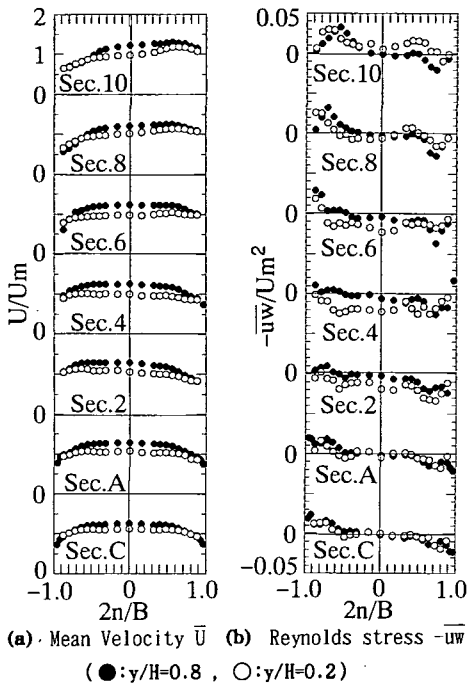 2
1
0
Sec.10
0
Sec.8
0
Sec.6
0
Sec.4
0
Sec.2
0
Sec.A
0
Sec.C
U/Um
-1.0 0 1.0
2n/B
-0.05
0
Sec.10
0
Sec.8
0
Sec.6
0
Sec.4
0
Sec.2
0
Sec.A
0
Sec.C
-0.05
-uw/Um²
-1.0 0 1.0
2n/B
(a) Mean Velocity U̅ (b) Reynolds stress -u̅w̅
(●:y/H=0.8 , ○:y/H=0.2)